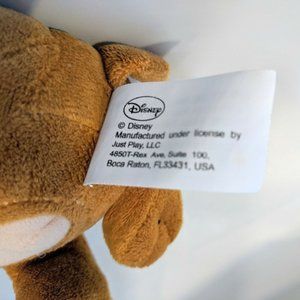 Disney
© Disney
Manufactured under license by
Just Play, LLC
4850T-Rex Ave, Suite 100,
Boca Raton, FL33431, USA